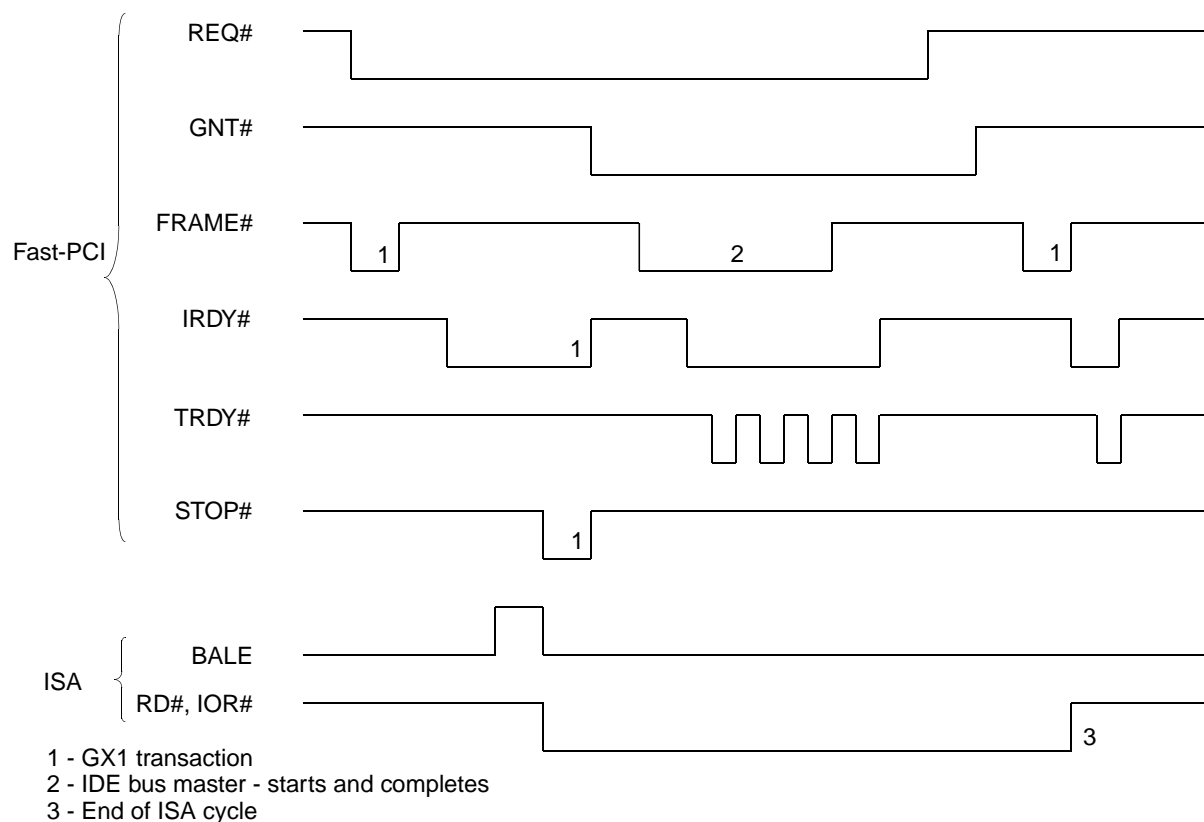 REQ#
GNT#
FRAME#
1
2
1
Fast-PCI
IRDY#
1
TRDY#
STOP#
1
BALE
ISA
RD#, IOR#
3
1 - GX1 transaction
2 - IDE bus master - starts and completes
3 - End of ISA cycle